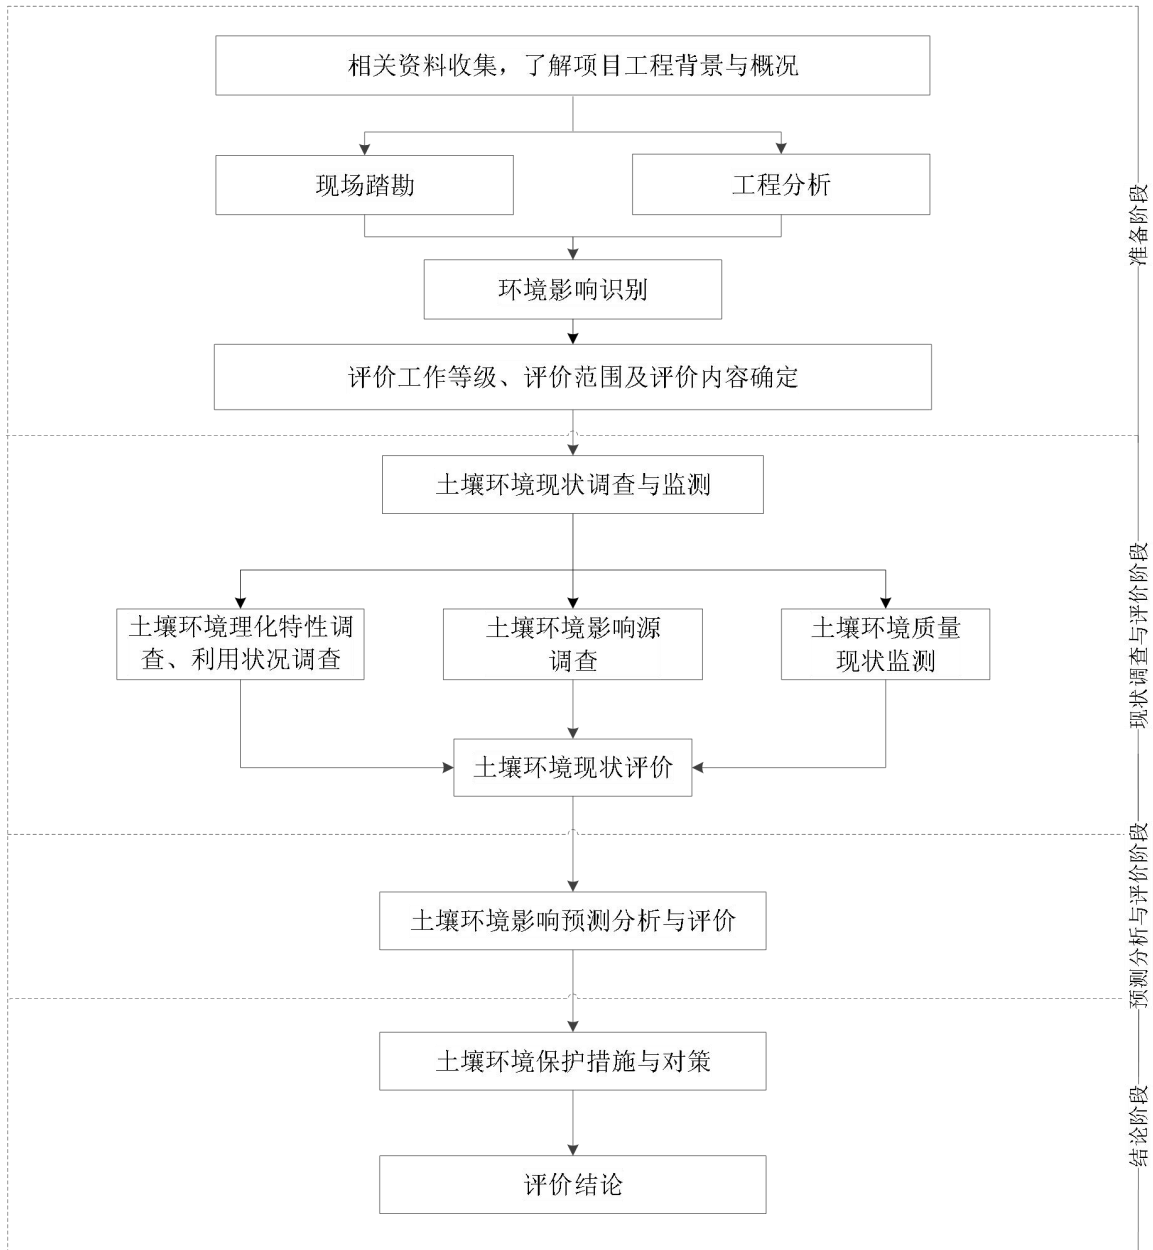 相关资料收集，了解项目工程背景与概况
现场踏勘
工程分析
环境影响识别
评价工作等级、评价范围及评价内容确定
准备阶段
土壤环境现状调查与监测
土壤环境理化特性调
查、利用状况调查
土壤环境影响源
调查
土壤环境质量
现状监测
土壤环境现状评价
现状调查与评价阶段
土壤环境影响预测分析与评价
预测分析与评价阶段
土壤环境保护措施与对策
评价结论
结论阶段